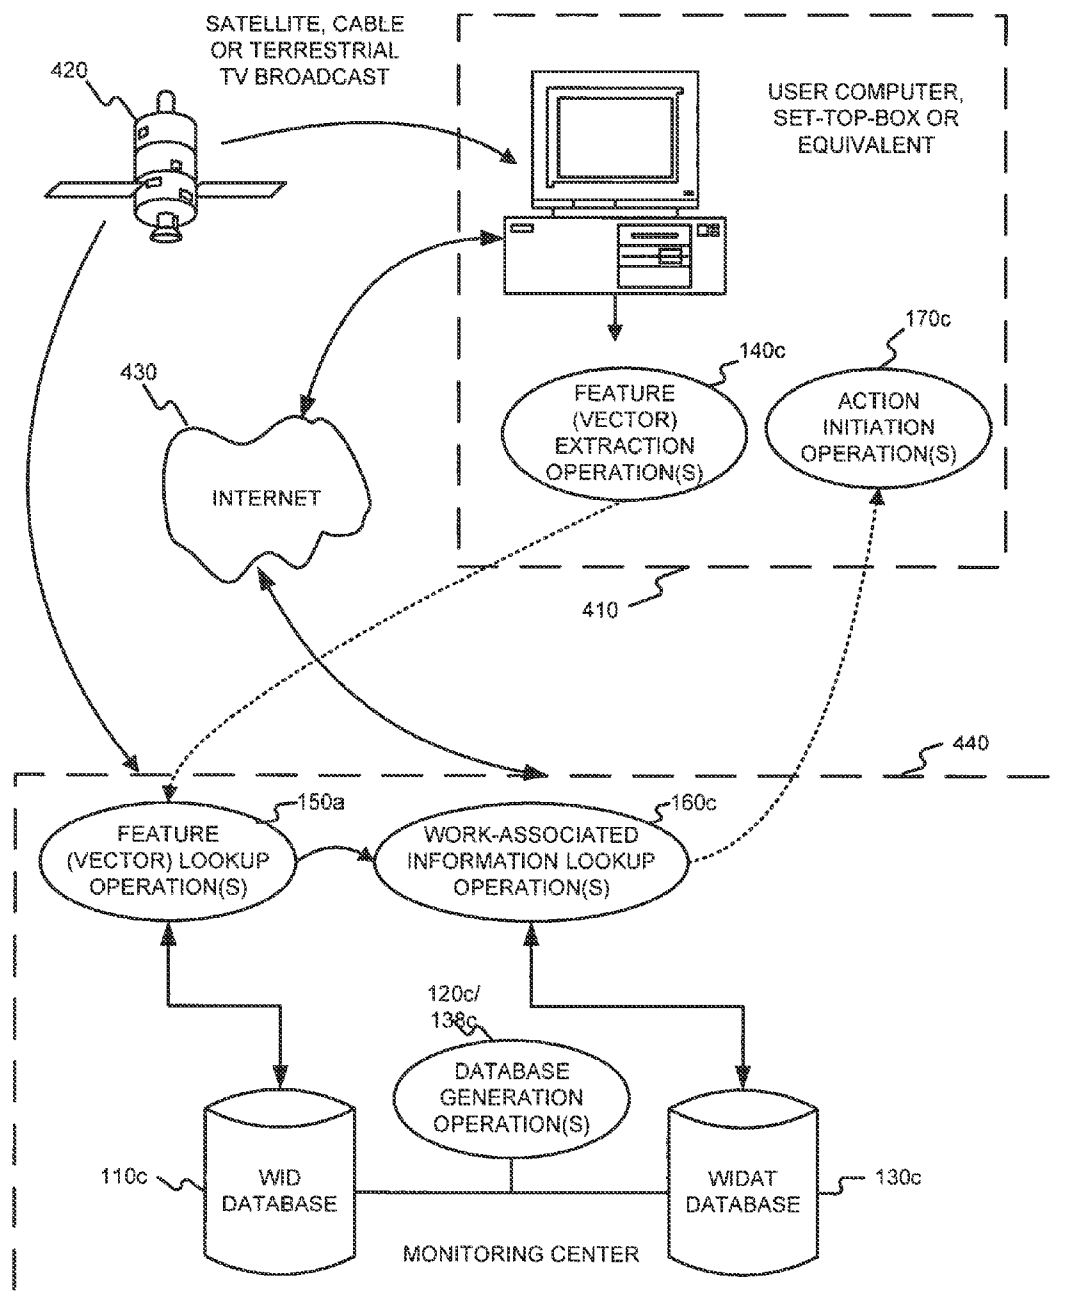 SATELLITE, CABLE
OR TERRESTRIAL
TV BROADCAST
420
USER COMPUTER,
SET-TOP-BOX OR
EQUIVALENT
170c
140c
430
FEATURE
(VECTOR)
EXTRACTION
OPERATION(S)
ACTION
INITIATION
OPERATION(S)
INTERNET
410
440
150a
160c
FEATURE
(VECTOR) LOOKUP
OPERATION(S)
WORK-ASSOCIATED
INFORMATION LOOKUP
OPERATION(S)
120c/
138c
DATABASE
GENERATION
OPERATION(S)
110c
WID
DATABASE
WIDAT
DATABASE
130c
MONITORING CENTER